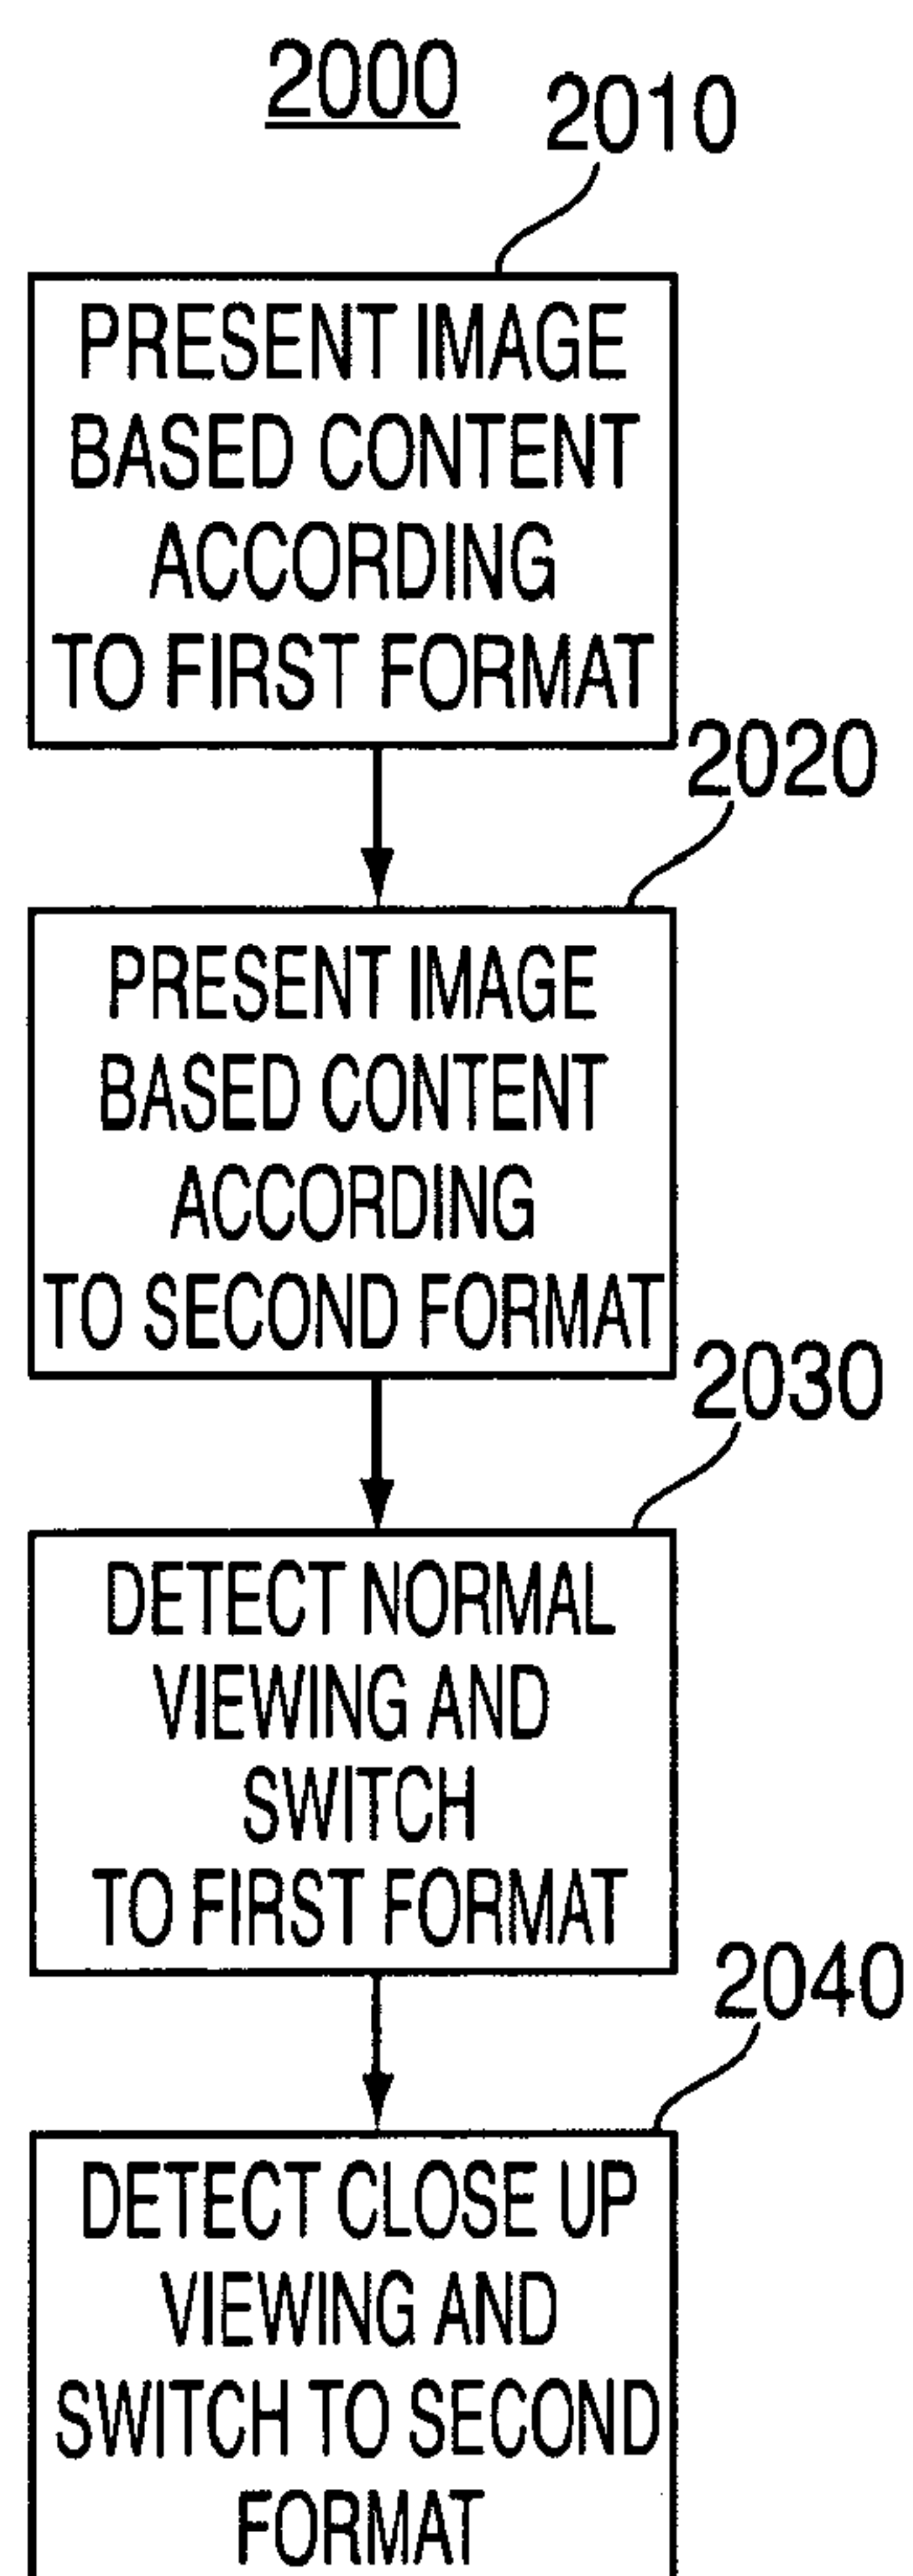 2000
2010
PRESENT IMAGE
BASED CONTENT
ACCORDING
TO FIRST FORMAT
2020
PRESENT IMAGE
BASED CONTENT
ACCORDING
TO SECOND FORMAT
2030
DETECT NORMAL
VIEWING AND
SWITCH
TO FIRST FORMAT
2040
DETECT CLOSE UP
VIEWING AND
SWITCH TO SECOND
FORMAT